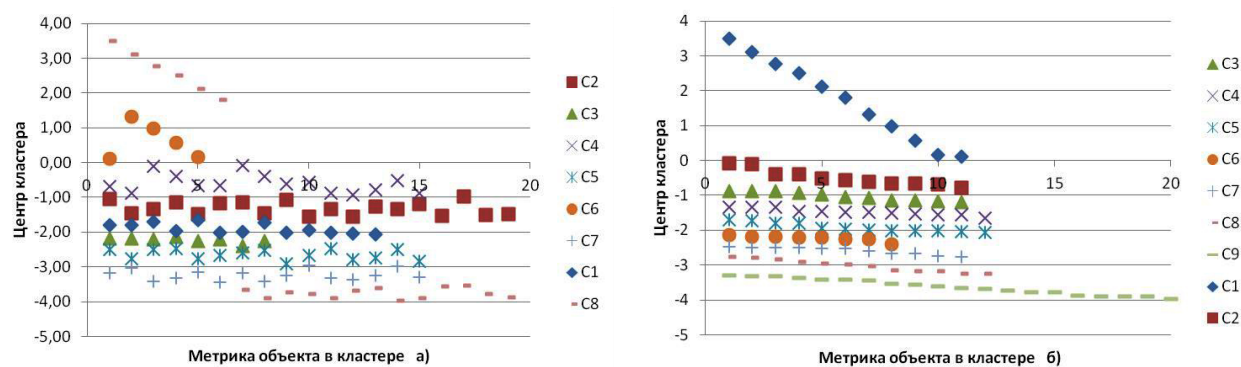 4,00
3,00
2,00
1,00
0,00
-1,00
-2,00
-3,00
-4,00
-5,00
0 5 10 15 20
Центр кластера
Метрика объекта в кластере а)
C2
C3
C4
C5
C6
C7
C1
C8
4
3
2
1
0
-1
-2
-3
-4
-5
0 5 10 15 20
Центр кластера
Метрика объекта в кластере б)
C3
C4
C5
C6
C7
C8
C9
C1
C2